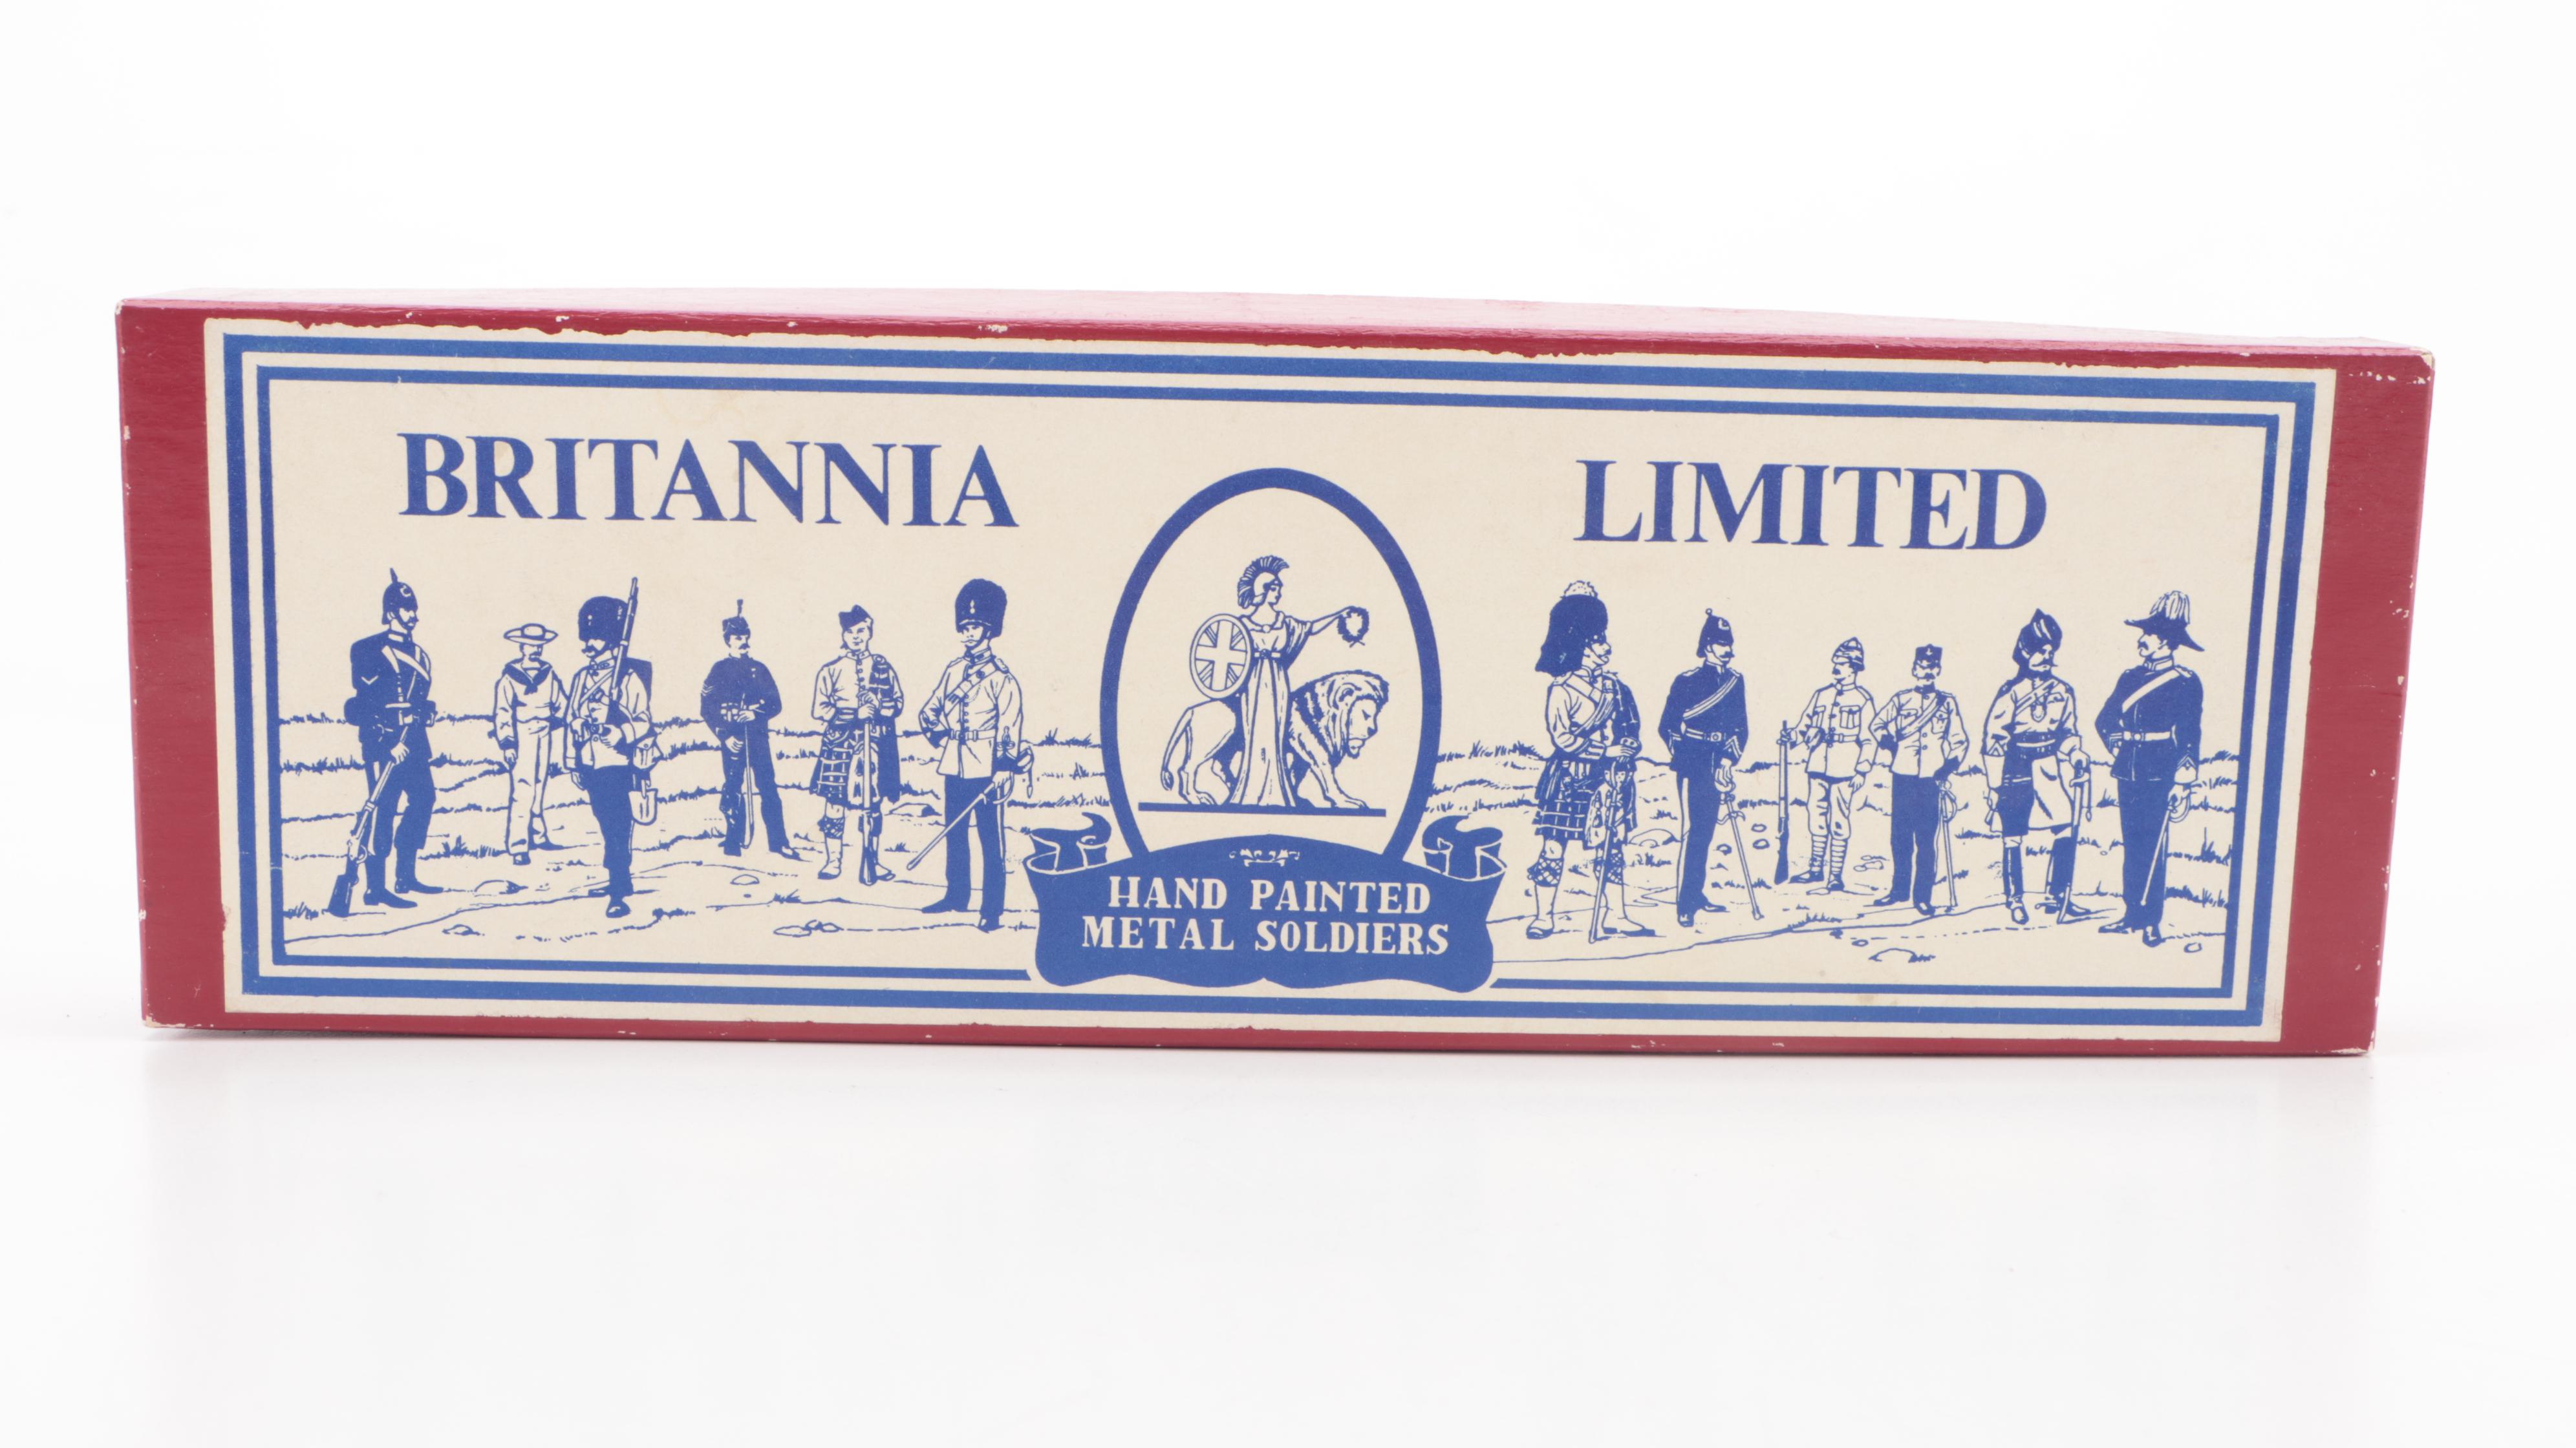 BRITANNIA LIMITED
HAND PAINTED
METAL SOLDIERS